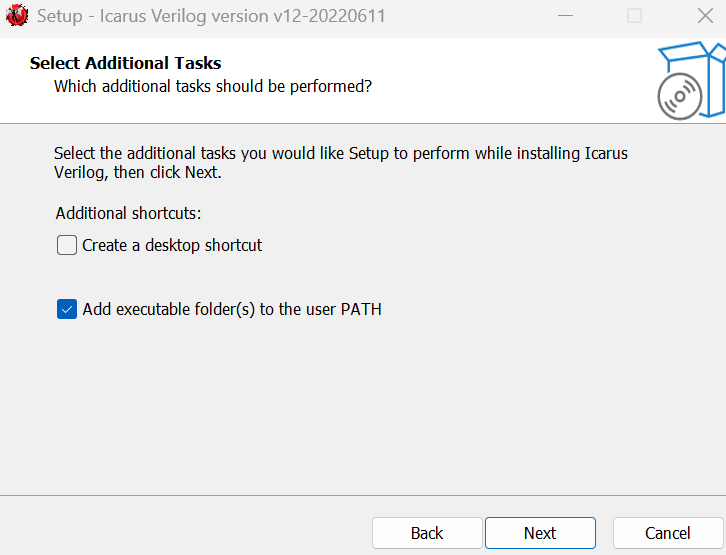 Setup - Icarus Verilog version v12-20220611
Select Additional Tasks
Which additional tasks should be performed?
Select the additional tasks you would like Setup to perform while installing Icarus
Verilog, then click Next.
Additional shortcuts:
Create a desktop shortcut
Add executable folder(s) to the user PATH
Back
Next
Cancel